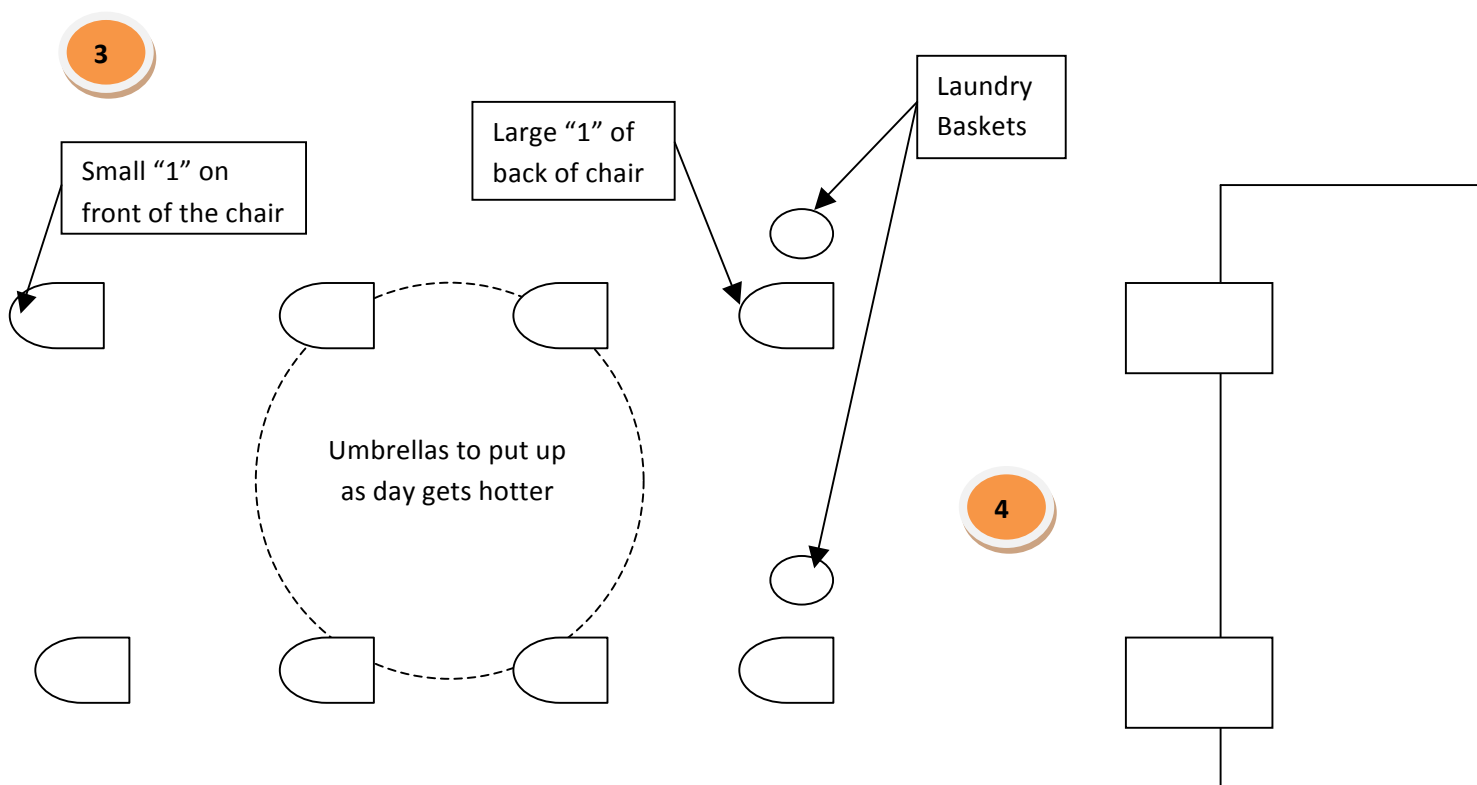 3
Laundry
Baskets
Large “1” of
back of chair
Small “1” on
front of the chair
Umbrellas to put up
as day gets hotter
4